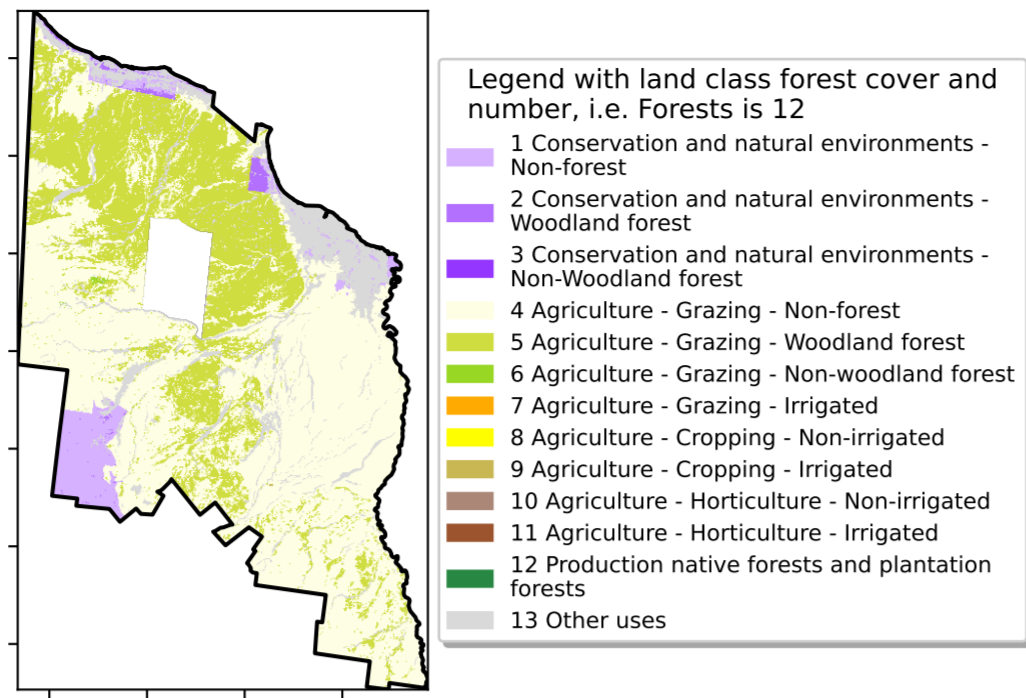 Legend with land class forest cover and
number, i.e. Forests is 12
1 Conservation and natural environments -
Non-forest
2 Conservation and natural environments -
Woodland forest
3 Conservation and natural environments -
Non-Woodland forest
4 Agriculture - Grazing - Non-forest
5 Agriculture - Grazing - Woodland forest
6 Agriculture - Grazing - Non-woodland forest
7 Agriculture - Grazing - Irrigated
8 Agriculture - Cropping - Non-irrigated
9 Agriculture - Cropping - Irrigated
10 Agriculture - Horticulture - Non-irrigated
11 Agriculture - Horticulture - Irrigated
12 Production native forests and plantation
forests
13 Other uses